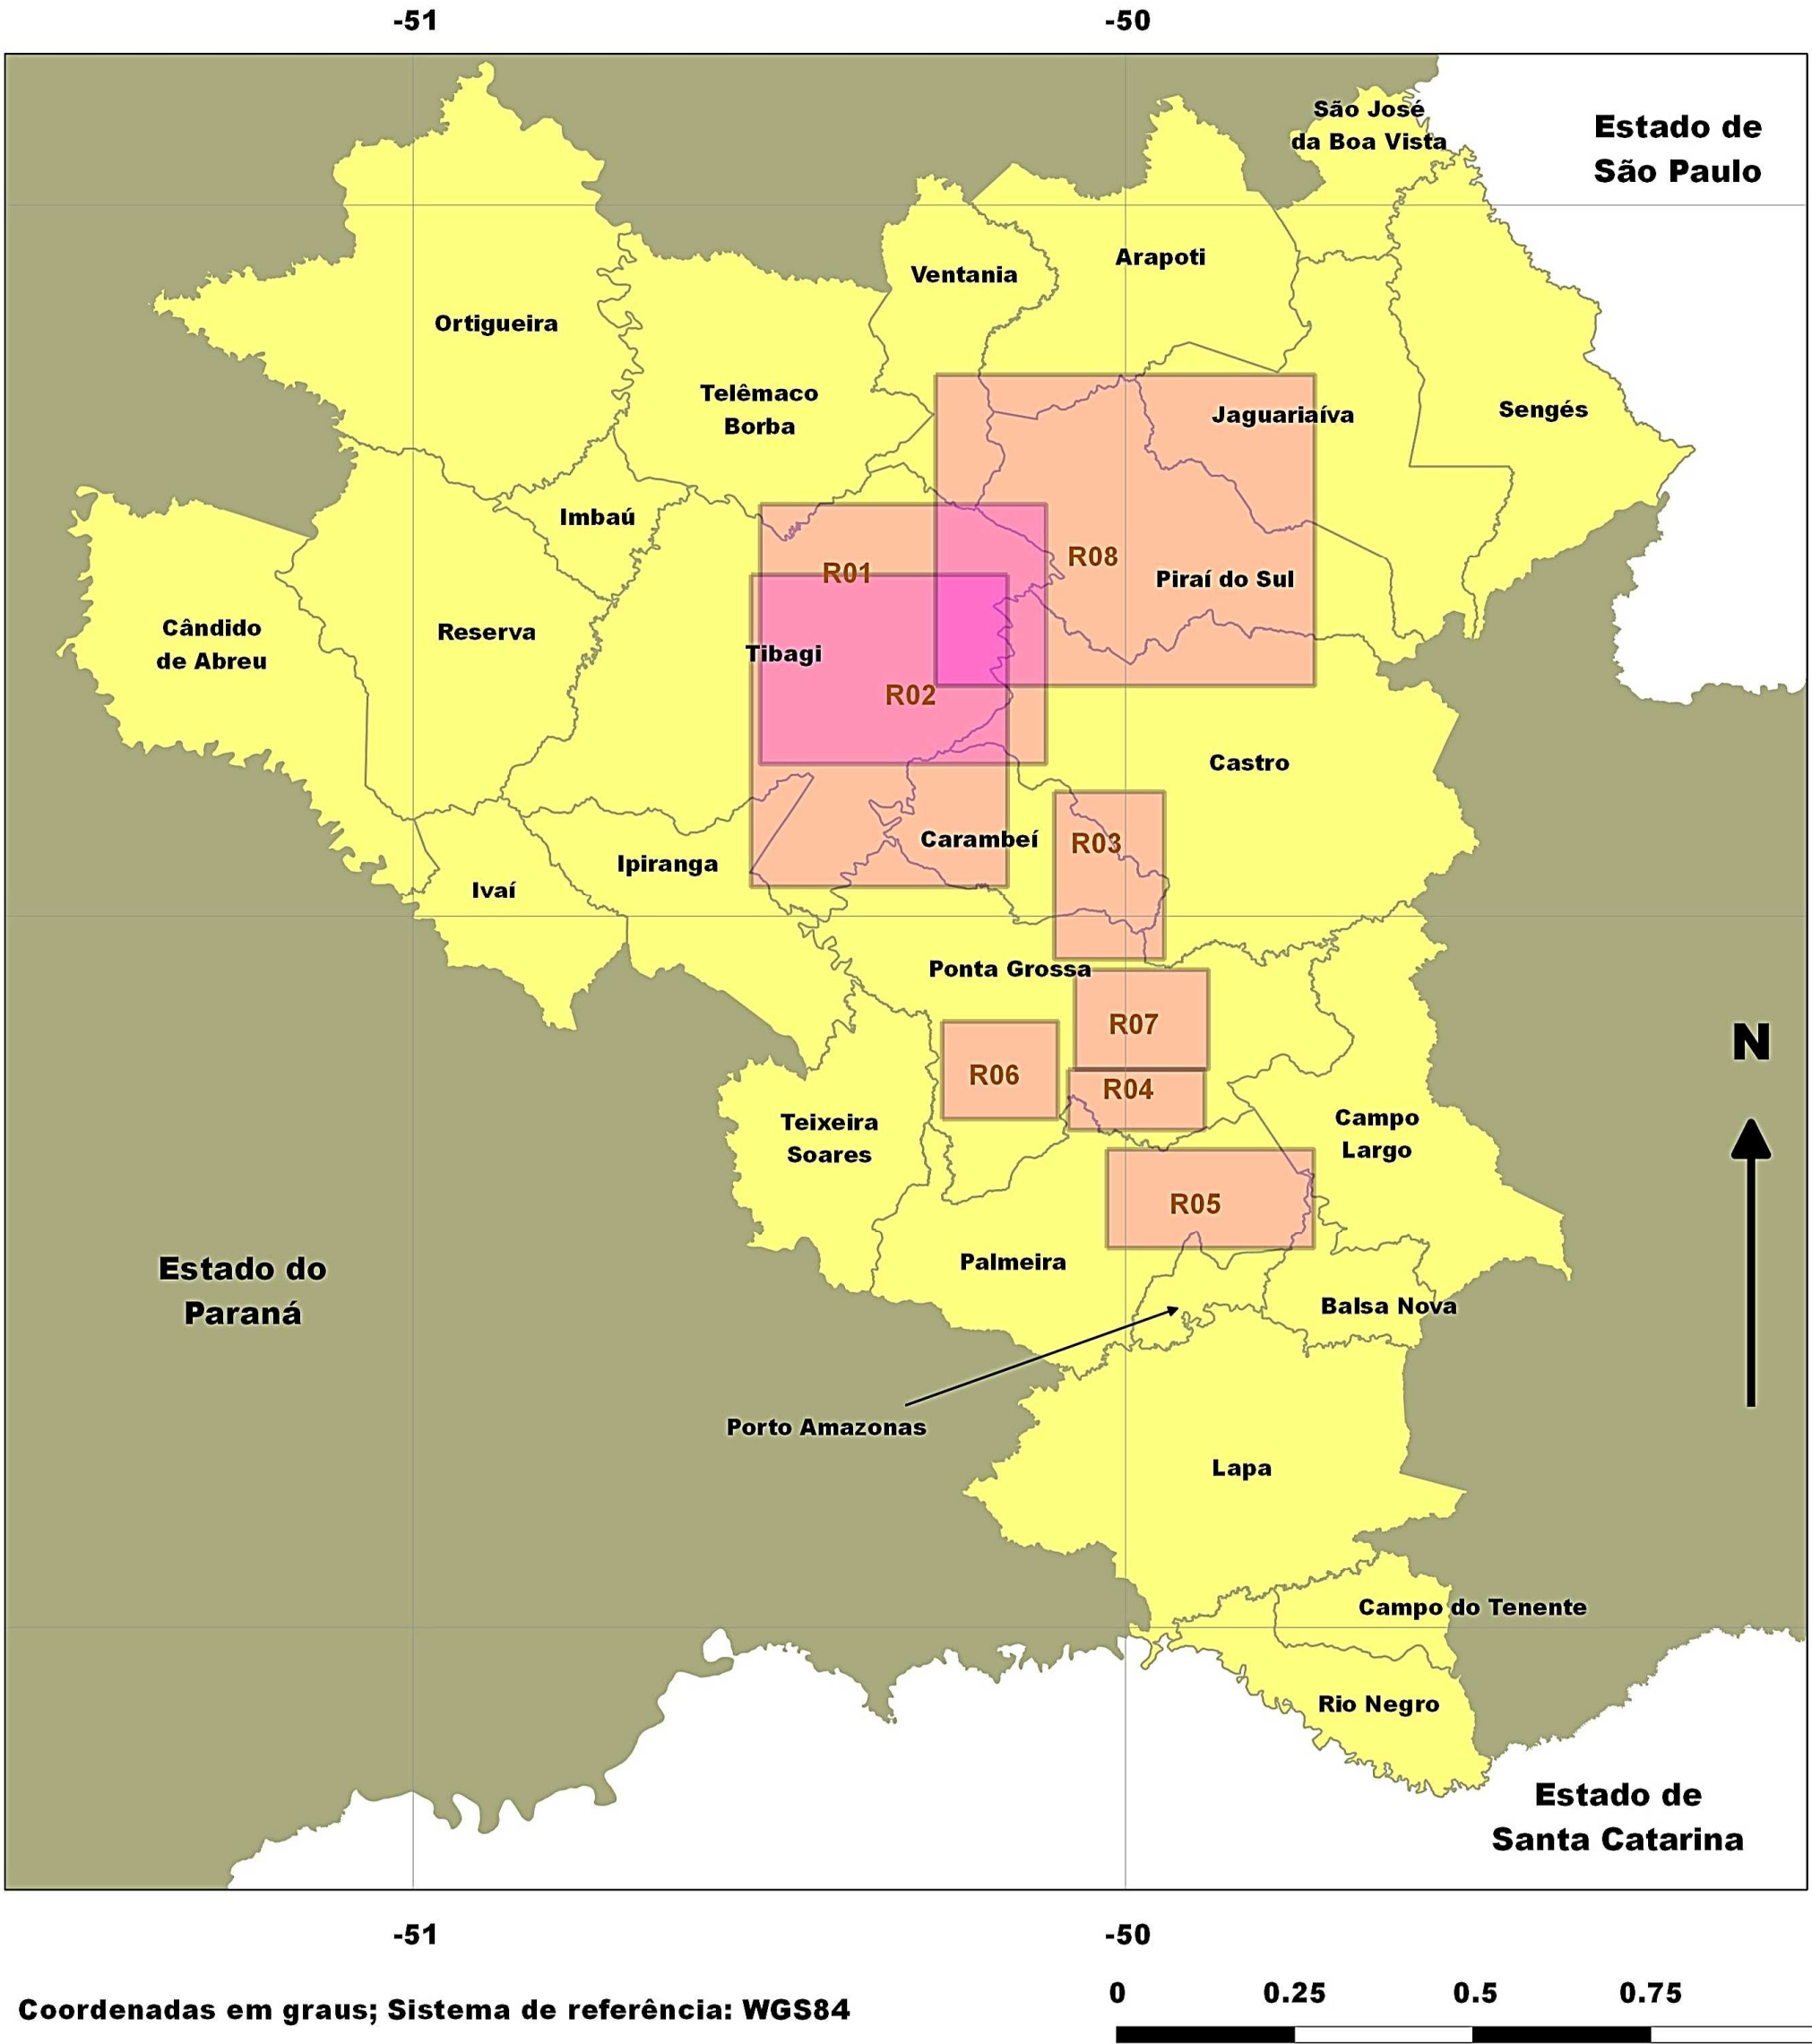 -51
-50
São José
da Boa Vista
Estado de
São Paulo
Arapoti
Ventania
Ortigueira
Telêmaco
Borba
Jaguariaíva
Sengés
Imbaú
R01
R08
Piraí do Sul
Cândido
de Abreu
Reserva
Tibagi
R02
Castro
Carambeí
R03
Ipiranga
Ivaí
Ponta Grossa
R07
N
R06
R04
Teixeira
Soares
Campo
Largo
R05
Palmeira
Estado do
Paraná
Balsa Nova
Porto Amazonas
Lapa
Campo do Tenente
Rio Negro
Estado de
Santa Catarina
-51
-50
0
0.25
0.5
0.75
Coordenadas em graus; Sistema de referência: WGS84